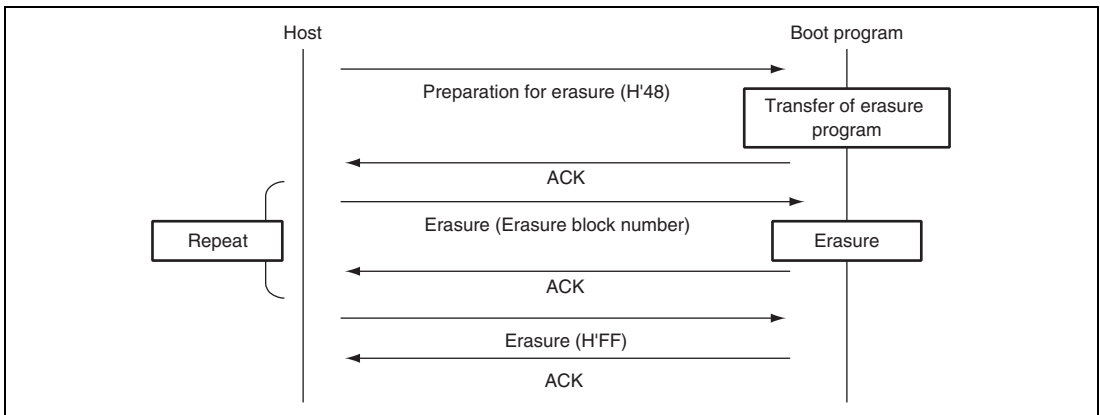 Host
Boot program
Preparation for erasure (H'48)
Transfer of erasure
program
ACK
Erasure (Erasure block number)
Repeat
Erasure
ACK
Erasure (H'FF)
ACK